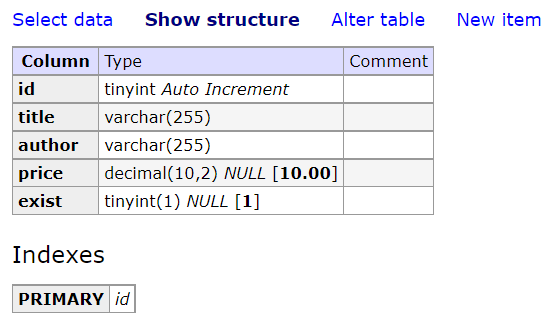 Select data Show structure Alter table New item
Column Type Comment
id tinyint Auto Increment
title varchar(255)
author varchar(255)
price decimal(10,2) NULL [10.00]
exist tinyint(1) NULL [1]
Indexes
PRIMARY id